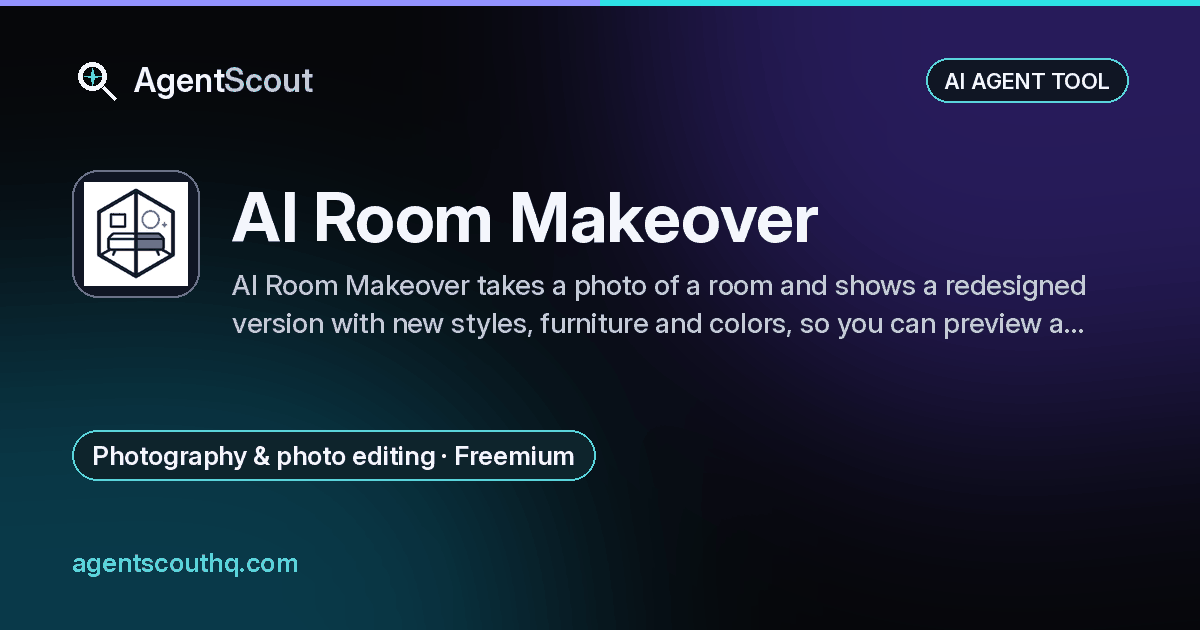 AgentScout
AI AGENT TOOL
AI Room Makeover
AI Room Makeover takes a photo of a room and shows a redesigned
version with new styles, furniture and colors, so you can preview a...
Photography & photo editing · Freemium
agentscouthq.com